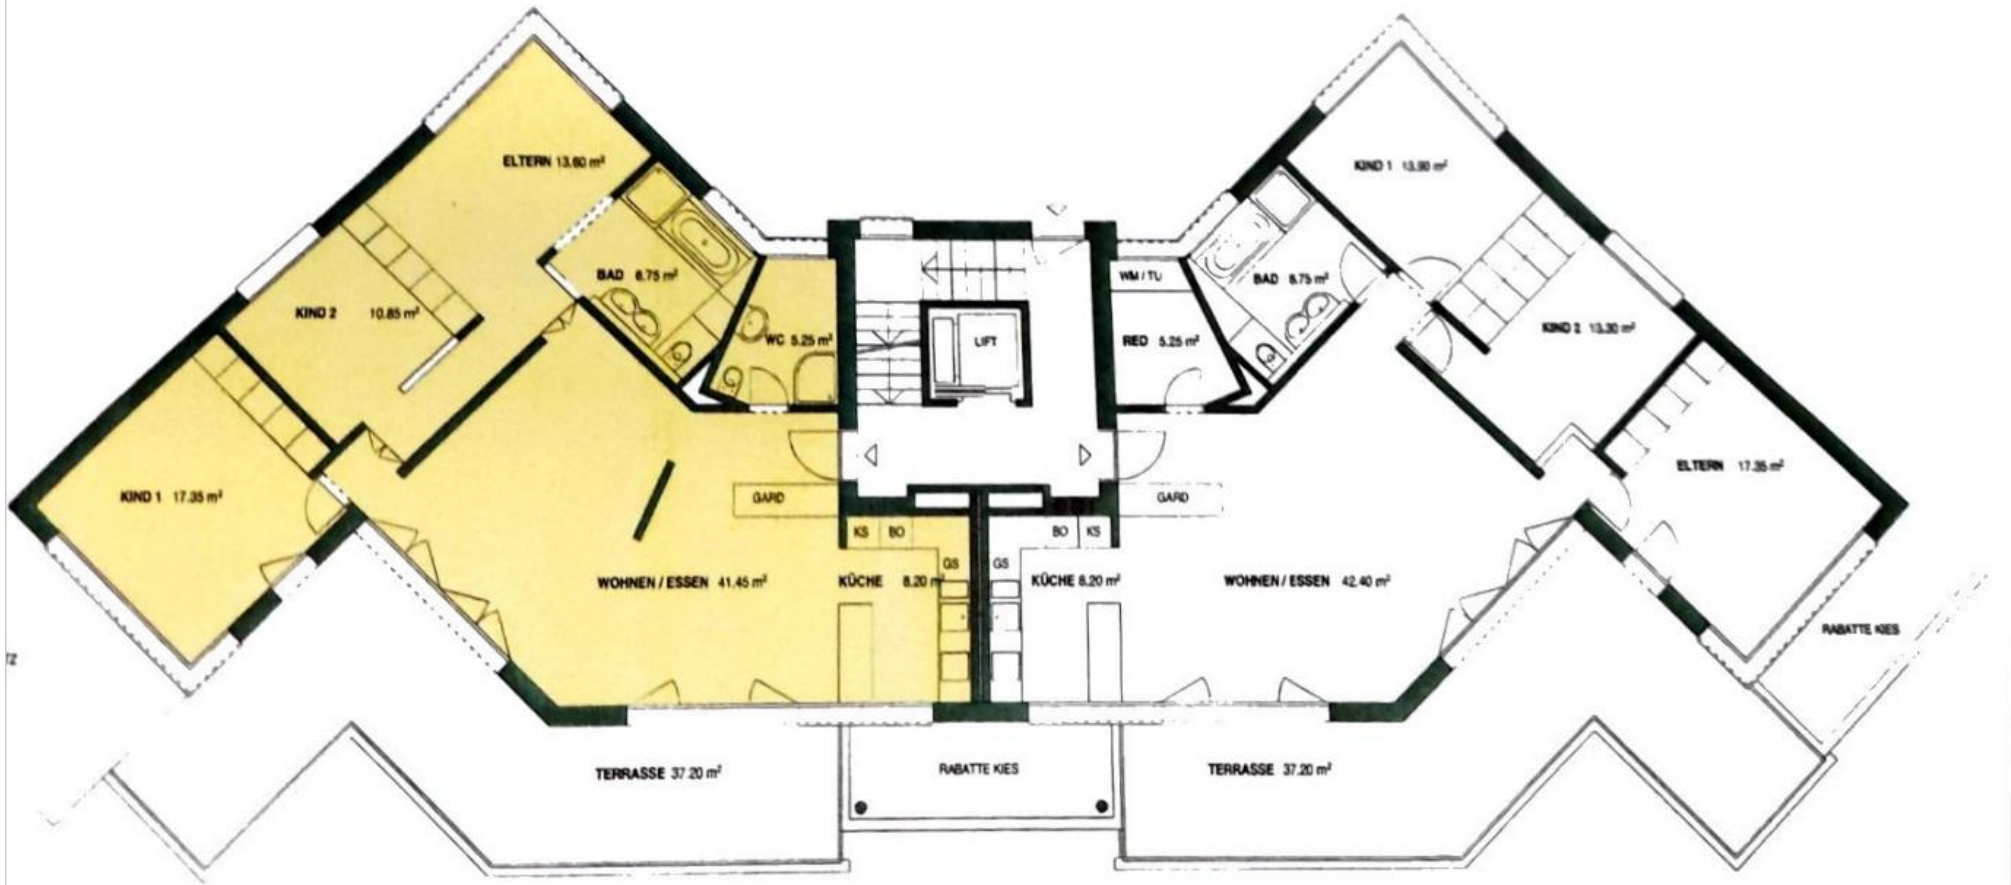 ELTERN 13.60 m²
KIND 1 13.90 m²
BAD 6.75 m²
WM / TU
BAD 6.75 m²
KIND 2 10.85 m²
WC 5.25 m²
LIFT
RED 5.25 m²
KIND 2 13.30 m²
KIND 1 17.35 m²
GARD
GARD
ELTERN 17.35 m²
KS BO
BO KS
GS
GS
WOHNEN / ESSEN 41.45 m²
KÜCHE 8.20 m²
KÜCHE 8.20 m²
WOHNEN / ESSEN 42.40 m²
RABATTE KIES
TZ
TERRASSE 37.20 m²
RABATTE KIES
TERRASSE 37.20 m²